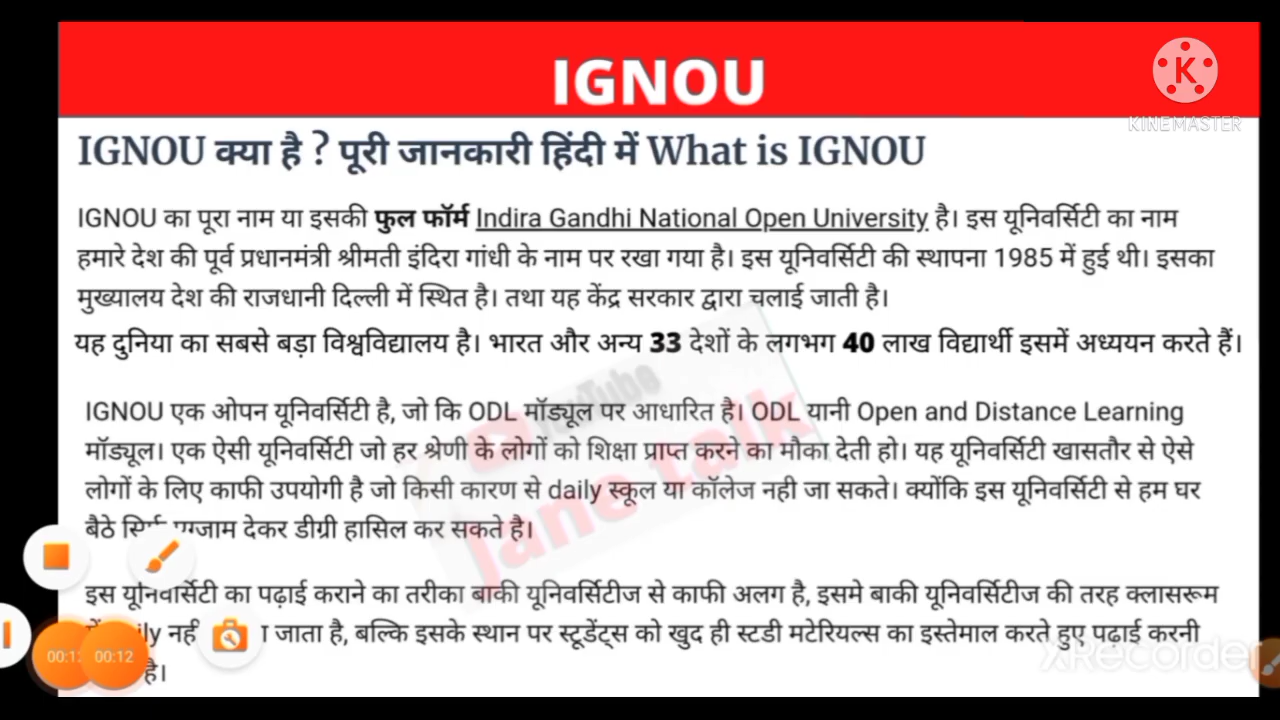 IGNOU
KINEMASTER
IGNOU क्या है ? पूरी जानकारी हिंदी में What is IGNOU
IGNOU का पूरा नाम या इसकी फुल फॉर्म Indira Gandhi National Open University है। इस यूनिवर्सिटी का नाम
हमारे देश की पूर्व प्रधानमंत्री श्रीमती इंदिरा गांधी के नाम पर रखा गया है। इस यूनिवर्सिटी की स्थापना 1985 में हुई थी। इसका
मुख्यालय देश की राजधानी दिल्ली में स्थित है। तथा यह केंद्र सरकार द्वारा चलाई जाती है।
यह दुनिया का सबसे बड़ा विश्वविद्यालय है। भारत और अन्य 33 देशों के लगभग 40 लाख विद्यार्थी इसमें अध्ययन करते हैं।
YouTube
Jane talk
IGNOU एक ओपन यूनिवर्सिटी है, जो कि ODL मॉड्यूल पर आधारित है। ODL यानी Open and Distance Learning
मॉड्यूल। एक ऐसी यूनिवर्सिटी जो हर श्रेणी के लोगों को शिक्षा प्राप्त करने का मौका देती हो। यह यूनिवर्सिटी खासतौर से ऐसे
लोगों के लिए काफी उपयोगी है जो किसी कारण से daily स्कूल या कॉलेज नही जा सकते। क्योंकि इस यूनिवर्सिटी से हम घर
बैठे देकर डीग्री हासिल कर सकते है।
इस यूनिवर्सिटी का पढ़ाई कराने का तरीका बाकी यूनिवर्सिटीज से काफी अलग है, इसमे बाकी यूनिवर्सिटीज की तरह क्लासरूम
नही जाता है, बल्कि इसके स्थान पर स्टूडेंट्स को खुद ही स्टडी मटेरियल्स का इस्तेमाल करते हुए पढ़ाई करनी
है।
00:12
XRecorder